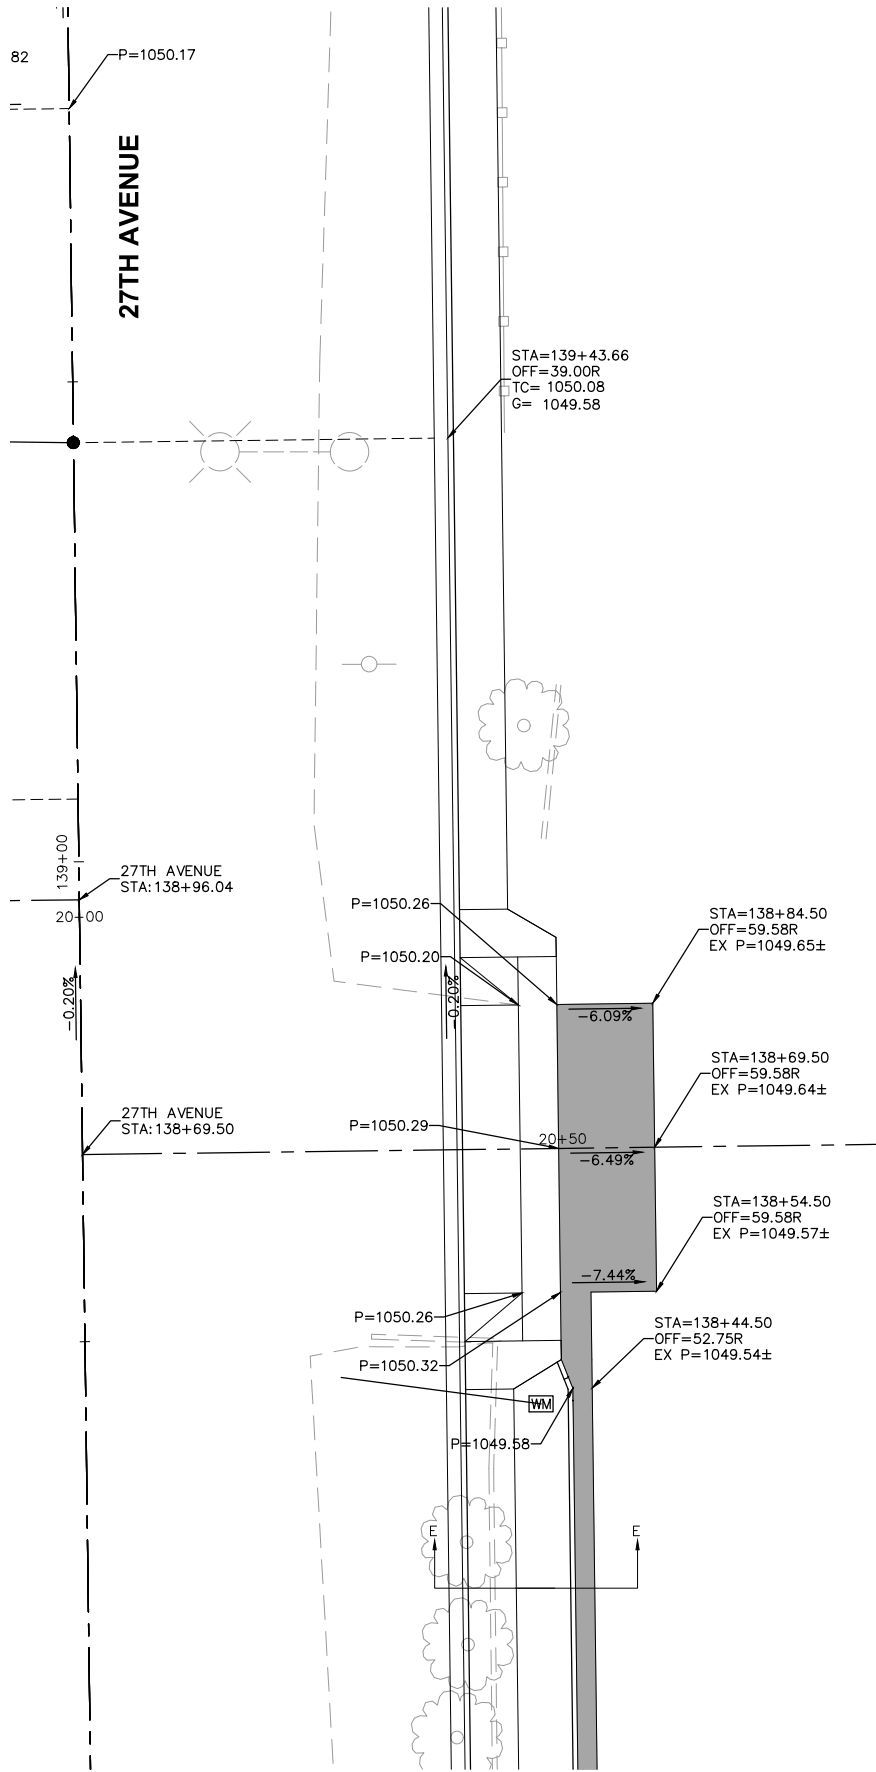 82
P=1050.17
27TH AVENUE
STA=139+43.66
OFF=39.00R
TC= 1050.08
G= 1049.58
139+00
27TH AVENUE
STA:138+96.04
20+00
P=1050.26
P=1050.20
STA=138+84.50
OFF=59.58R
EX P=1049.65±
-0.20%
-0.20%
-6.09%
STA=138+69.50
OFF=59.58R
EX P=1049.64±
27TH AVENUE
STA:138+69.50
P=1050.29
20+50
-6.49%
STA=138+54.50
OFF=59.58R
EX P=1049.57±
-7.44%
P=1050.26
STA=138+44.50
OFF=52.75R
EX P=1049.54±
P=1050.32
WM
P=1049.58
E
E